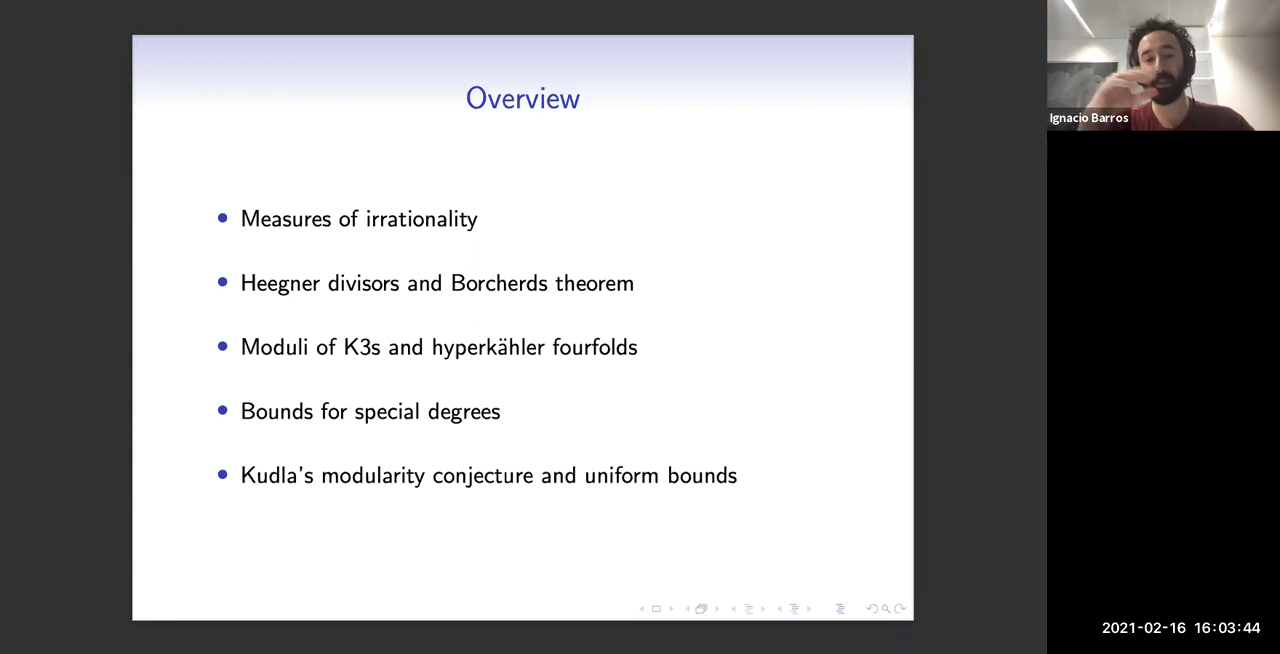 Overview
Measures of irrationality
Heegner divisors and Borcherds theorem
Moduli of K3s and hyperkähler fourfolds
Bounds for special degrees
Kudla's modularity conjecture and uniform bounds
Ignacio Barros
2021-02-16 16:03:44